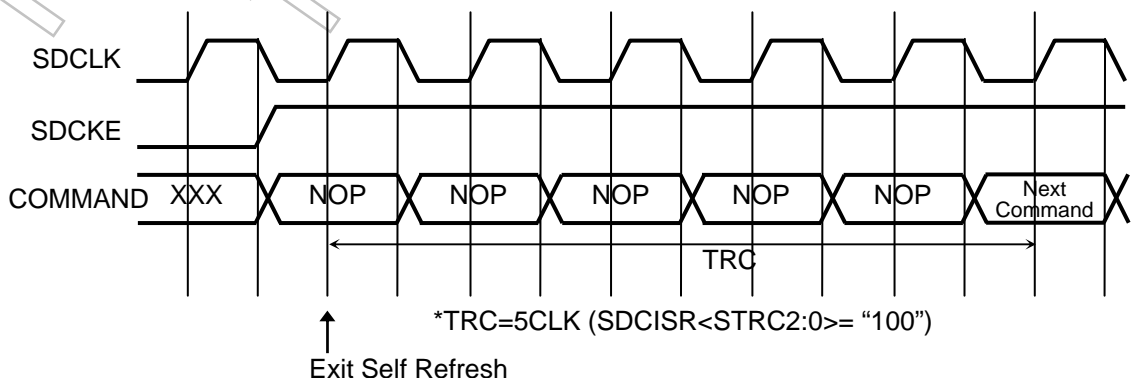 SDCLK
SDCKE
COMMAND XXX NOP NOP NOP NOP NOP Next Command
TRC
*TRC=5CLK (SDCISR<STRC2:0>= “100”)
Exit Self Refresh